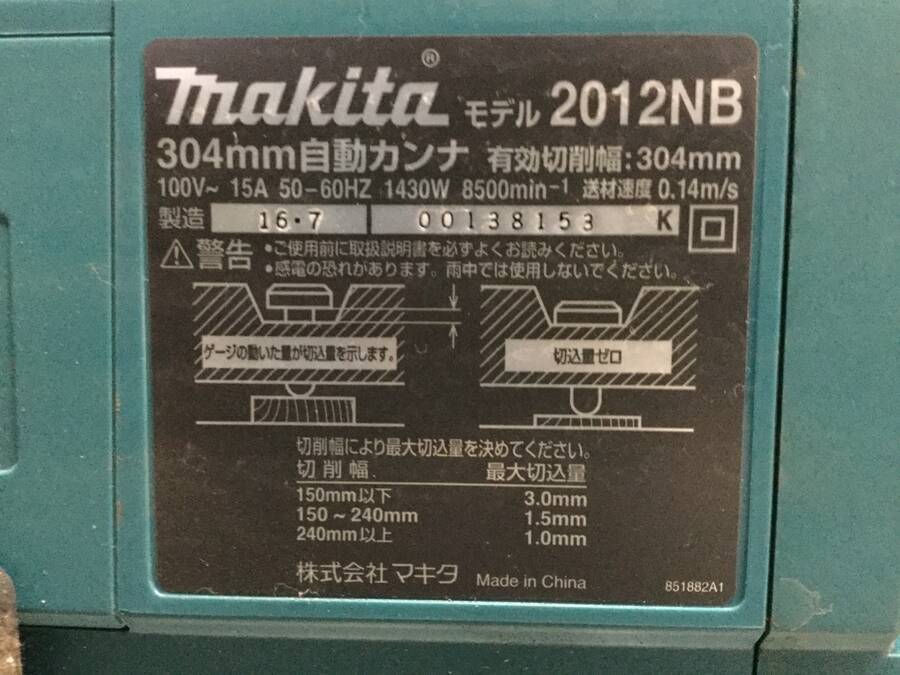 makita® モデル 2012NB
304mm自動カンナ 有効切削幅:304mm
100V~ 15A 50-60HZ 1430W 8500min⁻¹ 送材速度 0.14m/s
製造 16・7 00138153 K
警告 •ご使用前に取扱説明書を必ずよくお読みください。
•感電の恐れがあります。雨中では使用しないでください。
ゲージの動いた量が切込量を示します。 切込量ゼロ
切削幅により最大切込量を決めてください。
切削幅. 最大切込量
150mm以下 3.0mm
150~240mm 1.5mm
240mm以上 1.0mm
株式会社 マキタ Made in China 851882A1